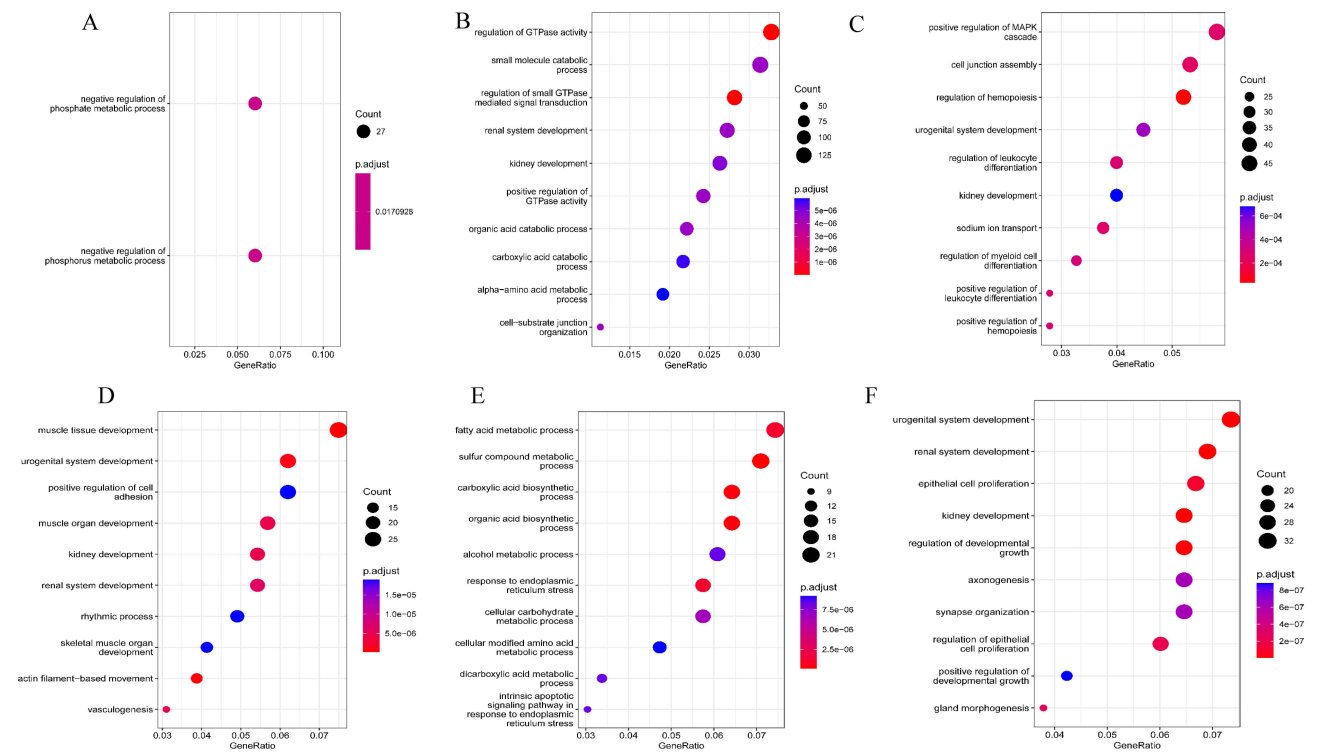 A
negative regulation of
phosphate metabolic process
negative regulation of
phosphorus metabolic process
0.025
0.050
0.075
0.100
GeneRatio
Count
27
p.adjust
0.0170928
B
regulation of GTPase activity
small molecule catabolic
process
regulation of small GTPase
mediated signal transduction
renal system development
kidney development
positive regulation of
GTPase activity
organic acid catabolic process
carboxylic acid catabolic
process
alpha−amino acid metabolic
process
cell−substrate junction
organization
0.015
0.020
0.025
0.030
GeneRatio
Count
50
75
100
125
p.adjust
5e−06
4e−06
3e−06
2e−06
1e−06
C
positive regulation of MAPK
cascade
cell junction assembly
regulation of hemopoiesis
urogenital system development
regulation of leukocyte
differentiation
kidney development
sodium ion transport
regulation of myeloid cell
differentiation
positive regulation of
leukocyte differentiation
positive regulation of
hemopoiesis
0.03
0.04
0.05
GeneRatio
Count
25
30
35
40
45
p.adjust
6e−04
4e−04
2e−04
D
muscle tissue development
urogenital system development
positive regulation of cell
adhesion
muscle organ development
kidney development
renal system development
rhythmic process
skeletal muscle organ
development
actin filament−based movement
vasculogenesis
0.03
0.04
0.05
0.06
0.07
GeneRatio
Count
15
20
25
p.adjust
1.5e−05
1.0e−05
5.0e−06
E
fatty acid metabolic process
sulfur compound metabolic
process
carboxylic acid biosynthetic
process
organic acid biosynthetic
process
alcohol metabolic process
response to endoplasmic
reticulum stress
cellular carbohydrate
metabolic process
cellular modified amino acid
metabolic process
dicarboxylic acid metabolic
process
intrinsic apoptotic
signaling pathway in
response to endoplasmic
reticulum stress
0.03
0.04
0.05
0.06
0.07
GeneRatio
Count
9
12
15
18
21
p.adjust
7.5e−06
5.0e−06
2.5e−06
F
urogenital system development
renal system development
epithelial cell proliferation
kidney development
regulation of developmental
growth
axonogenesis
synapse organization
regulation of epithelial
cell proliferation
positive regulation of
developmental growth
gland morphogenesis
0.04
0.05
0.06
0.07
GeneRatio
Count
20
24
28
32
p.adjust
8e−07
6e−07
4e−07
2e−07